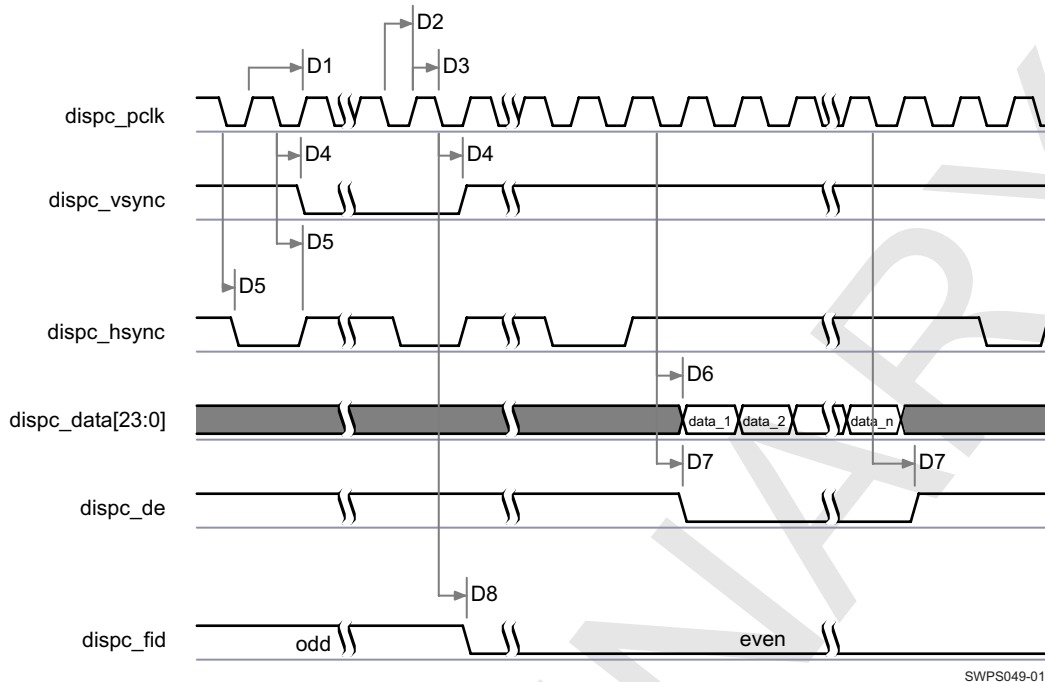 D2
D1
D3
dispc_pclk
D4
D4
dispc_vsync
D5
D5
dispc_hsync
D6
dispc_data[23:0]
data_1
data_2
data_n
D7
D7
dispc_de
D8
dispc_fid
odd
even
SWPS049-01